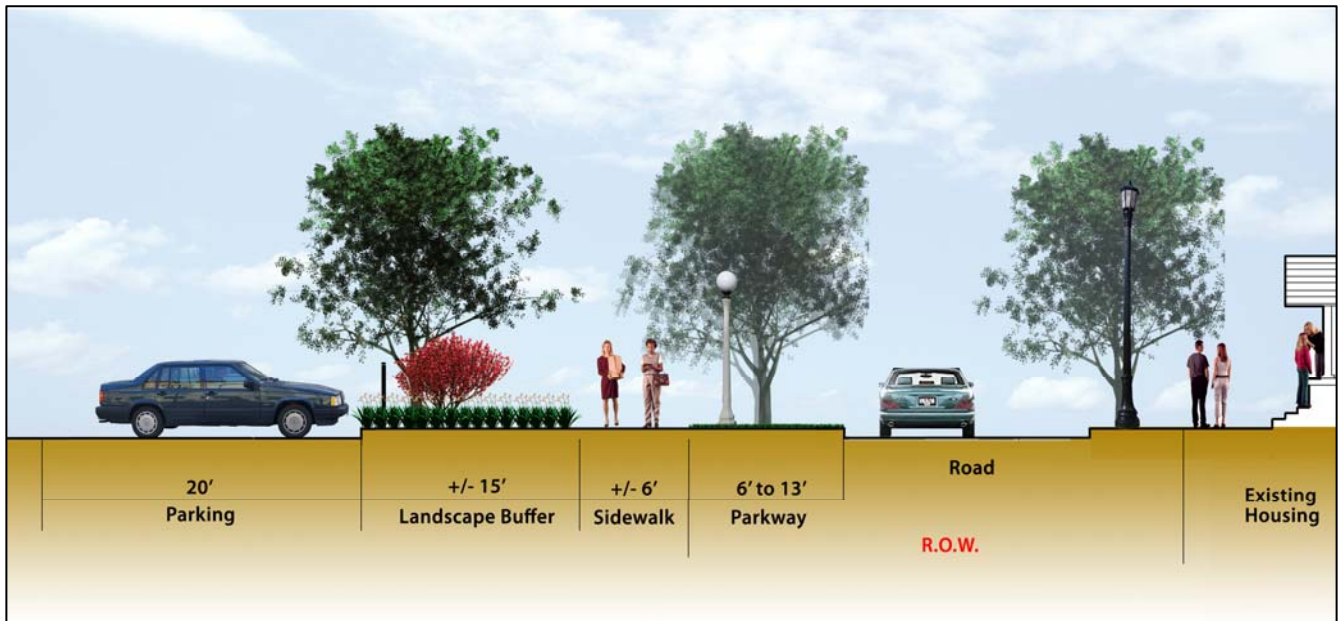 20’
Parking
+/- 15’
Landscape Buffer
+/- 6’
Sidewalk
6’ to 13’
Parkway
Road
R.O.W.
Existing
Housing